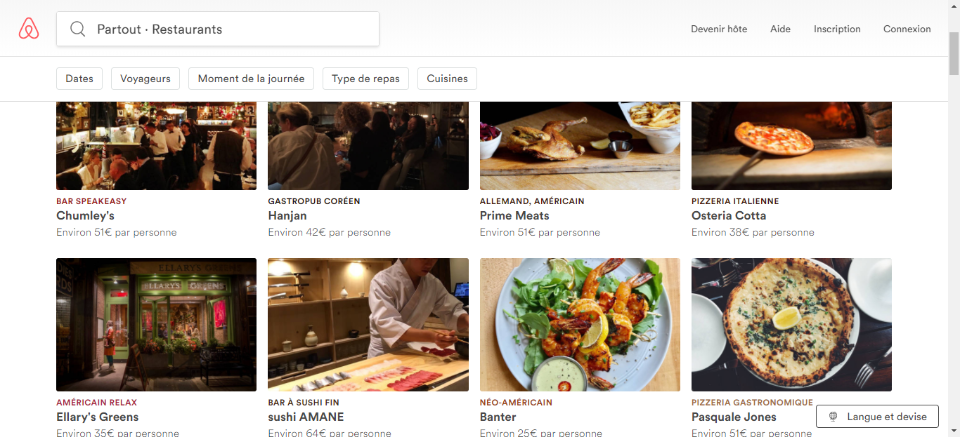 Partout · Restaurants
Devenir hôte
Aide
Inscription
Connexion
Dates
Voyageurs
Moment de la journée
Type de repas
Cuisines
BAR SPEAKEASY
Chumley's
Environ 51€ par personne
GASTROPUB CORÉEN
Hanjan
Environ 42€ par personne
ALLEMAND, AMÉRICAIN
Prime Meats
Environ 51€ par personne
PIZZERIA ITALIENNE
Osteria Cotta
Environ 38€ par personne
ELLARY'S GREENS
AMÉRICAIN RELAX
Ellary's Greens
Environ 35€ par personne
BAR À SUSHI FIN
sushi AMANE
Environ 64€ par personne
NÉO-AMÉRICAIN
Banter
Environ 25€ par personne
PIZZERIA GASTRONOMIQUE
Pasquale Jones
Environ 51€ par personne
Langue et devise